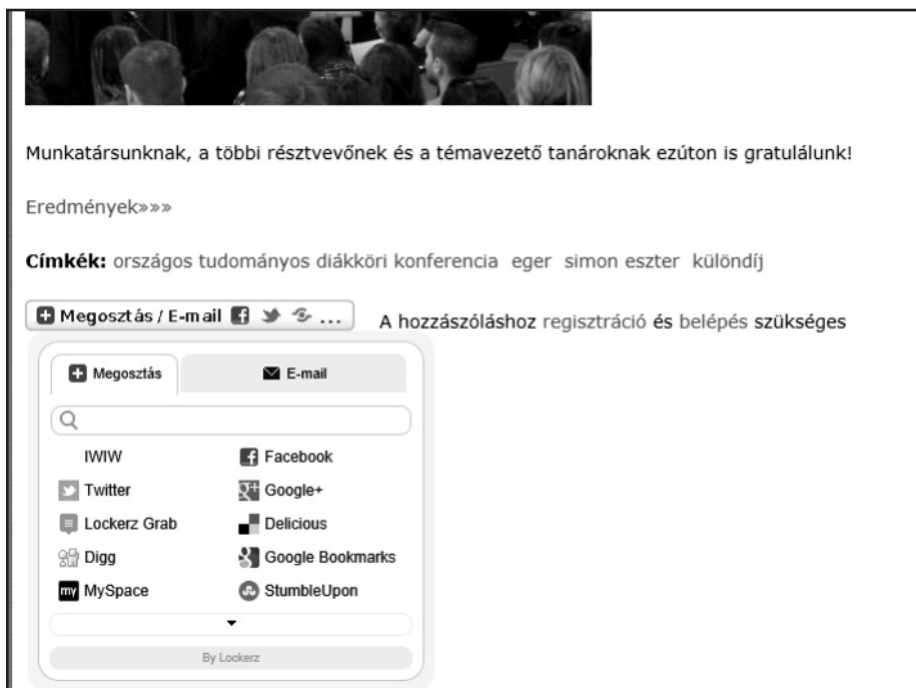 Munkatársunknak, a többi résztvevőnek és a témavezető tanároknak ezúton is gratulálunk!
Eredmények»»»
Címkék: országos tudományos diákköri konferencia eger simon eszter különdíj
Megosztás / E-mail ... A hozzászóláshoz regisztráció és belépés szükséges
Megosztás E-mail
IWIW Facebook
Twitter Google+
Lockerz Grab Delicious
Digg Google Bookmarks
my MySpace StumbleUpon
By Lockerz